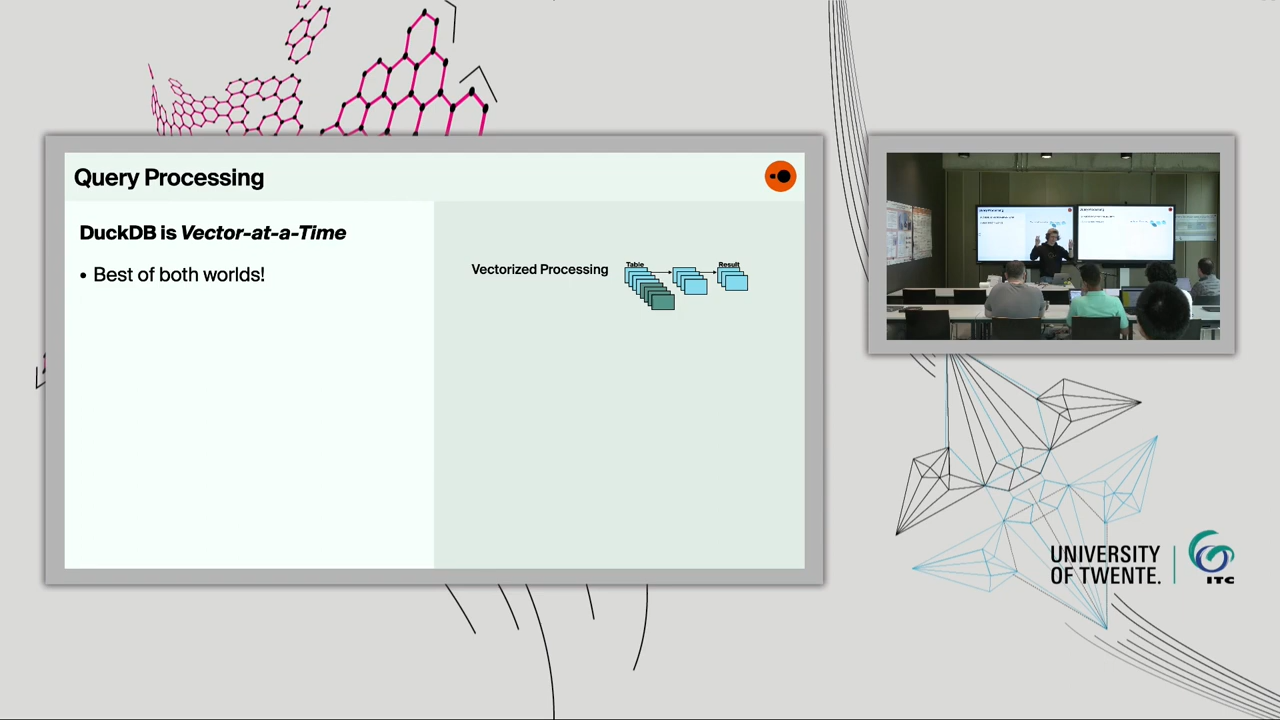 Query Processing
DuckDB is Vector-at-a-Time
• Best of both worlds!
Vectorized Processing
Table
Result
UNIVERSITY
OF TWENTE.
ITC